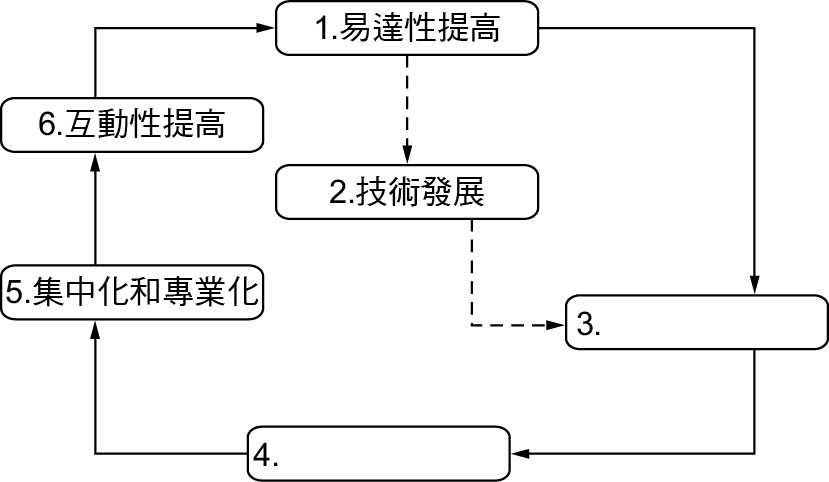 1.易達性提高
6.互動性提高
2.技術發展
5.集中化和專業化
3.
4.